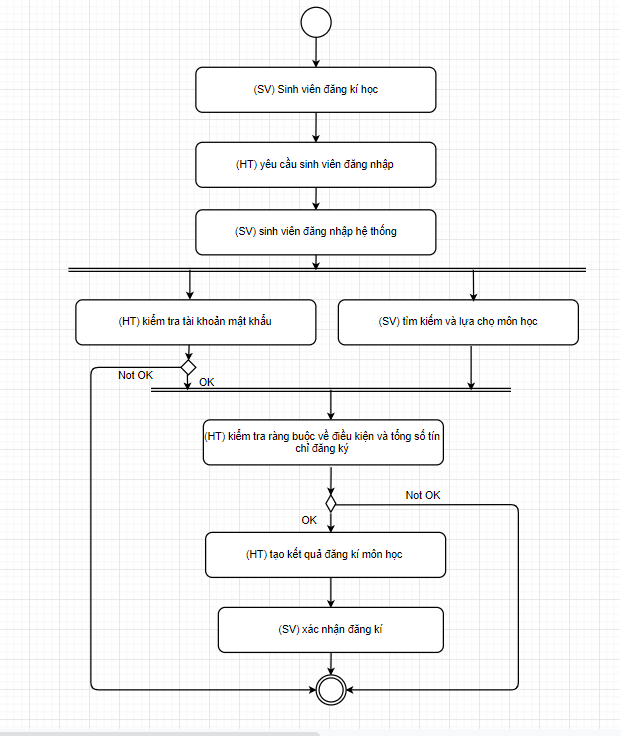 (SV) Sinh viên đăng kí học
(HT) yêu cầu sinh viên đăng nhập
(SV) sinh viên đăng nhập hệ thống
(HT) kiểm tra tài khoản mật khẩu
(SV) tìm kiếm và lựa chọ môn học
Not OK
OK
(HT) kiểm tra ràng buộc về điều kiện và tổng số tín
chỉ đăng ký
Not OK
OK
(HT) tạo kết quả đăng kí môn học
(SV) xác nhận đăng kí